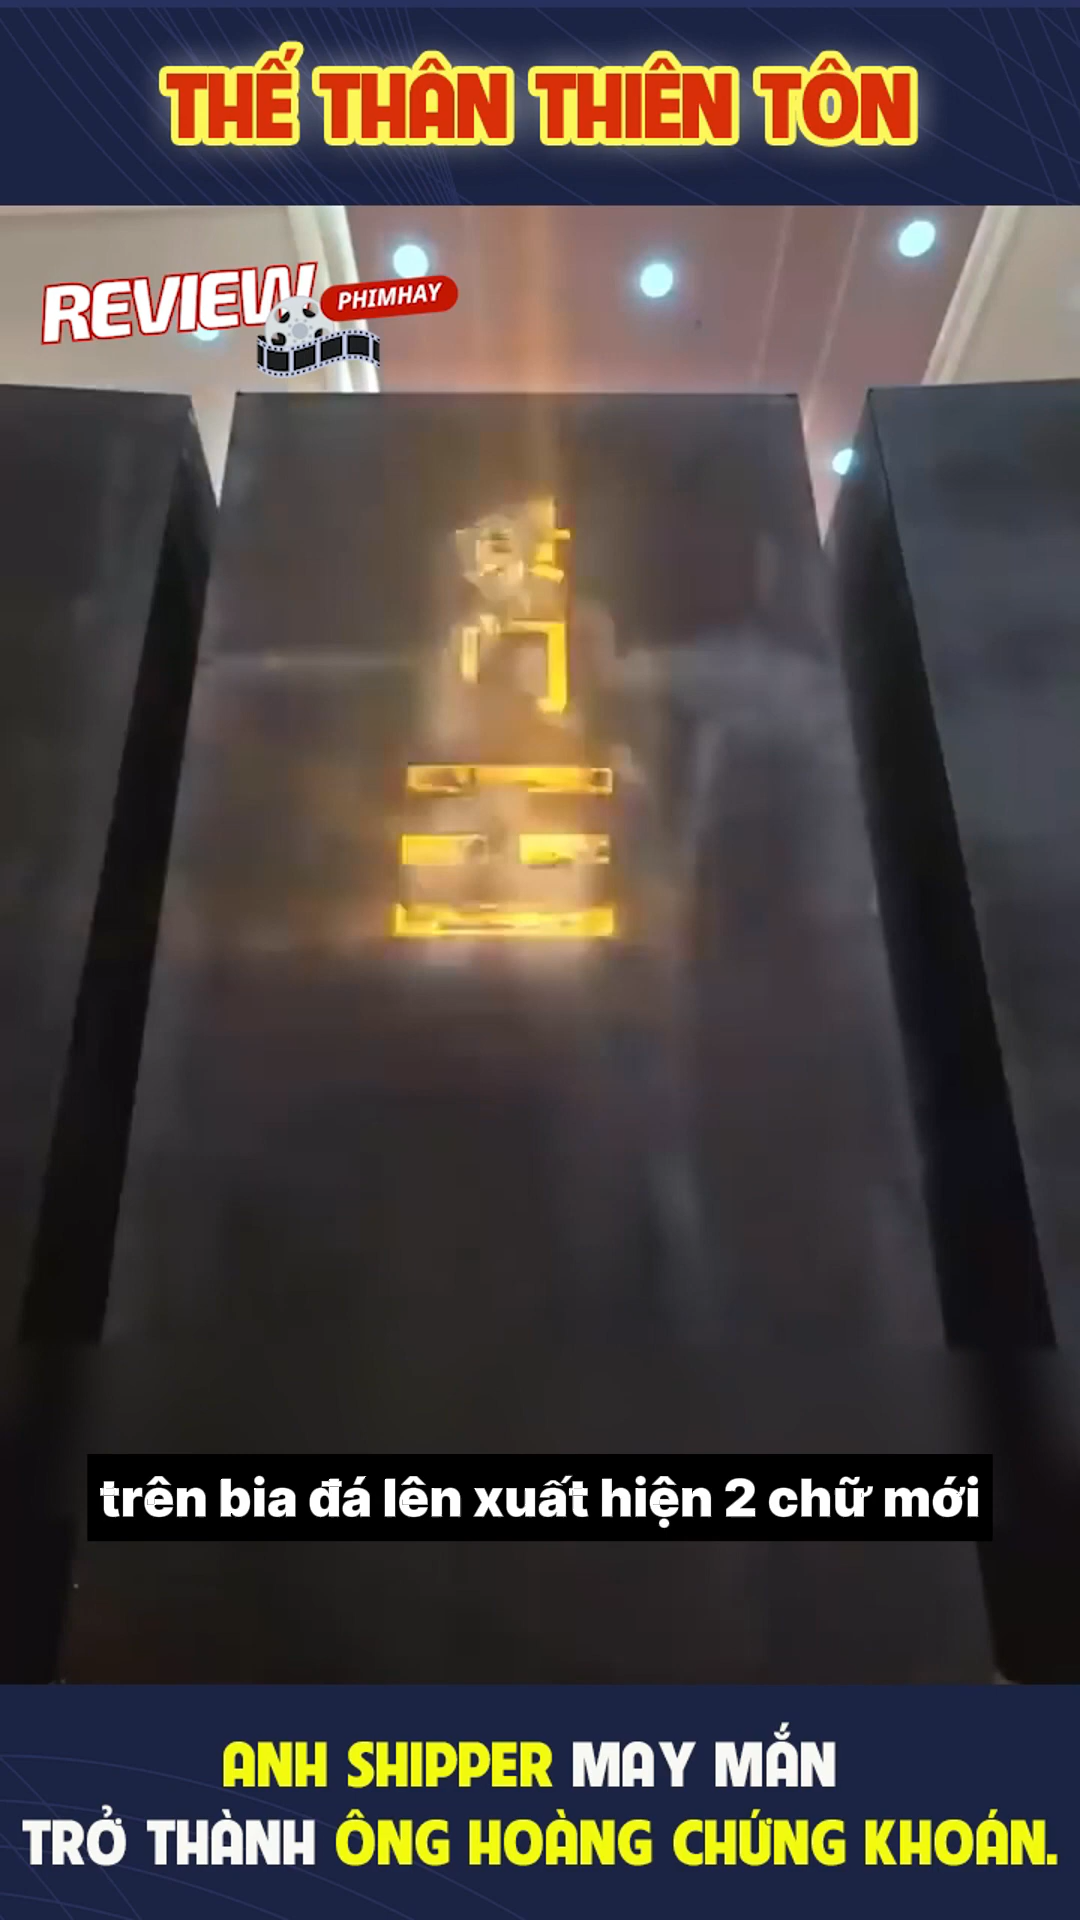 THẾ THÂN THIÊN TÔN
REVIEW
PHIMHAY
trên bia đá lên xuất hiện 2 chữ mới
ANH SHIPPER MAY MẮN
TRỞ THÀNH ÔNG HOÀNG CHỨNG KHOÁN.